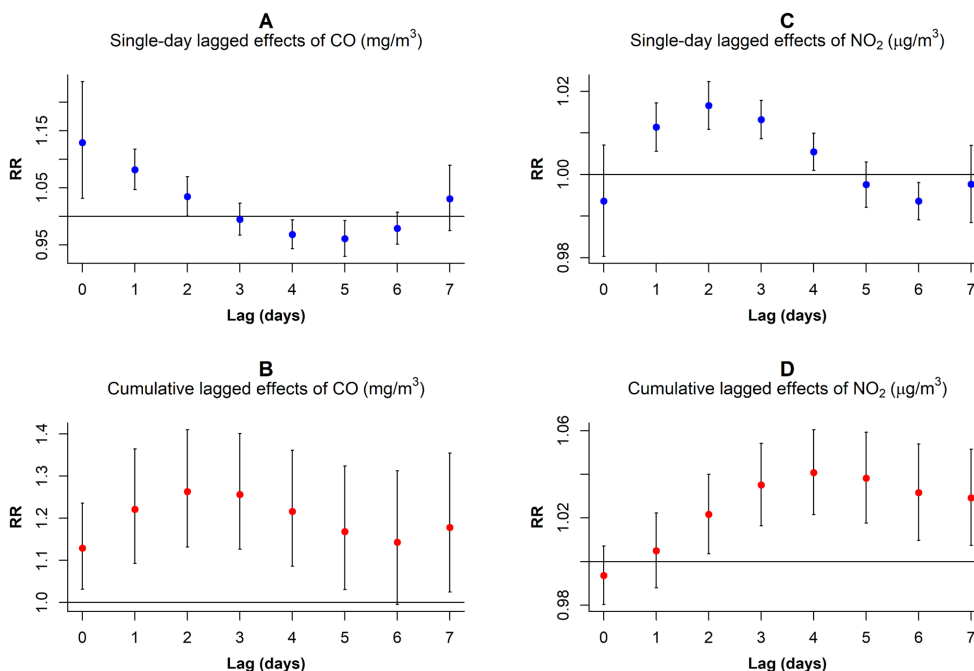 A
Single-day lagged effects of CO (mg/m³)
RR
0.95 1.05 1.15
0 1 2 3 4 5 6 7
Lag (days)
C
Single-day lagged effects of NO₂ (μg/m³)
RR
0.98 1.00 1.02
0 1 2 3 4 5 6 7
Lag (days)
B
Cumulative lagged effects of CO (mg/m³)
RR
1.0 1.1 1.2 1.3 1.4
0 1 2 3 4 5 6 7
Lag (days)
D
Cumulative lagged effects of NO₂ (μg/m³)
RR
0.98 1.02 1.06
0 1 2 3 4 5 6 7
Lag (days)